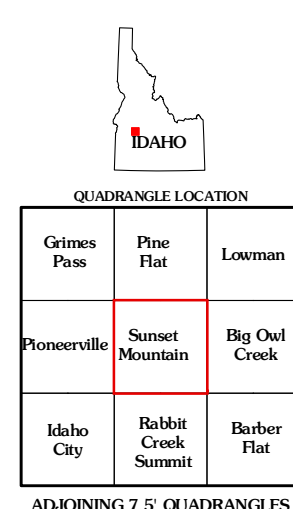 IDAHO
QUADRANGLE LOCATION
Grimes
Pass
Pine
Flat
Lowman
Pioneerville
Sunset
Mountain
Big Owl
Creek
Idaho
City
Rabbit
Creek
Summit
Barber
Flat
ADJOINING 7.5' QUADRANGLES